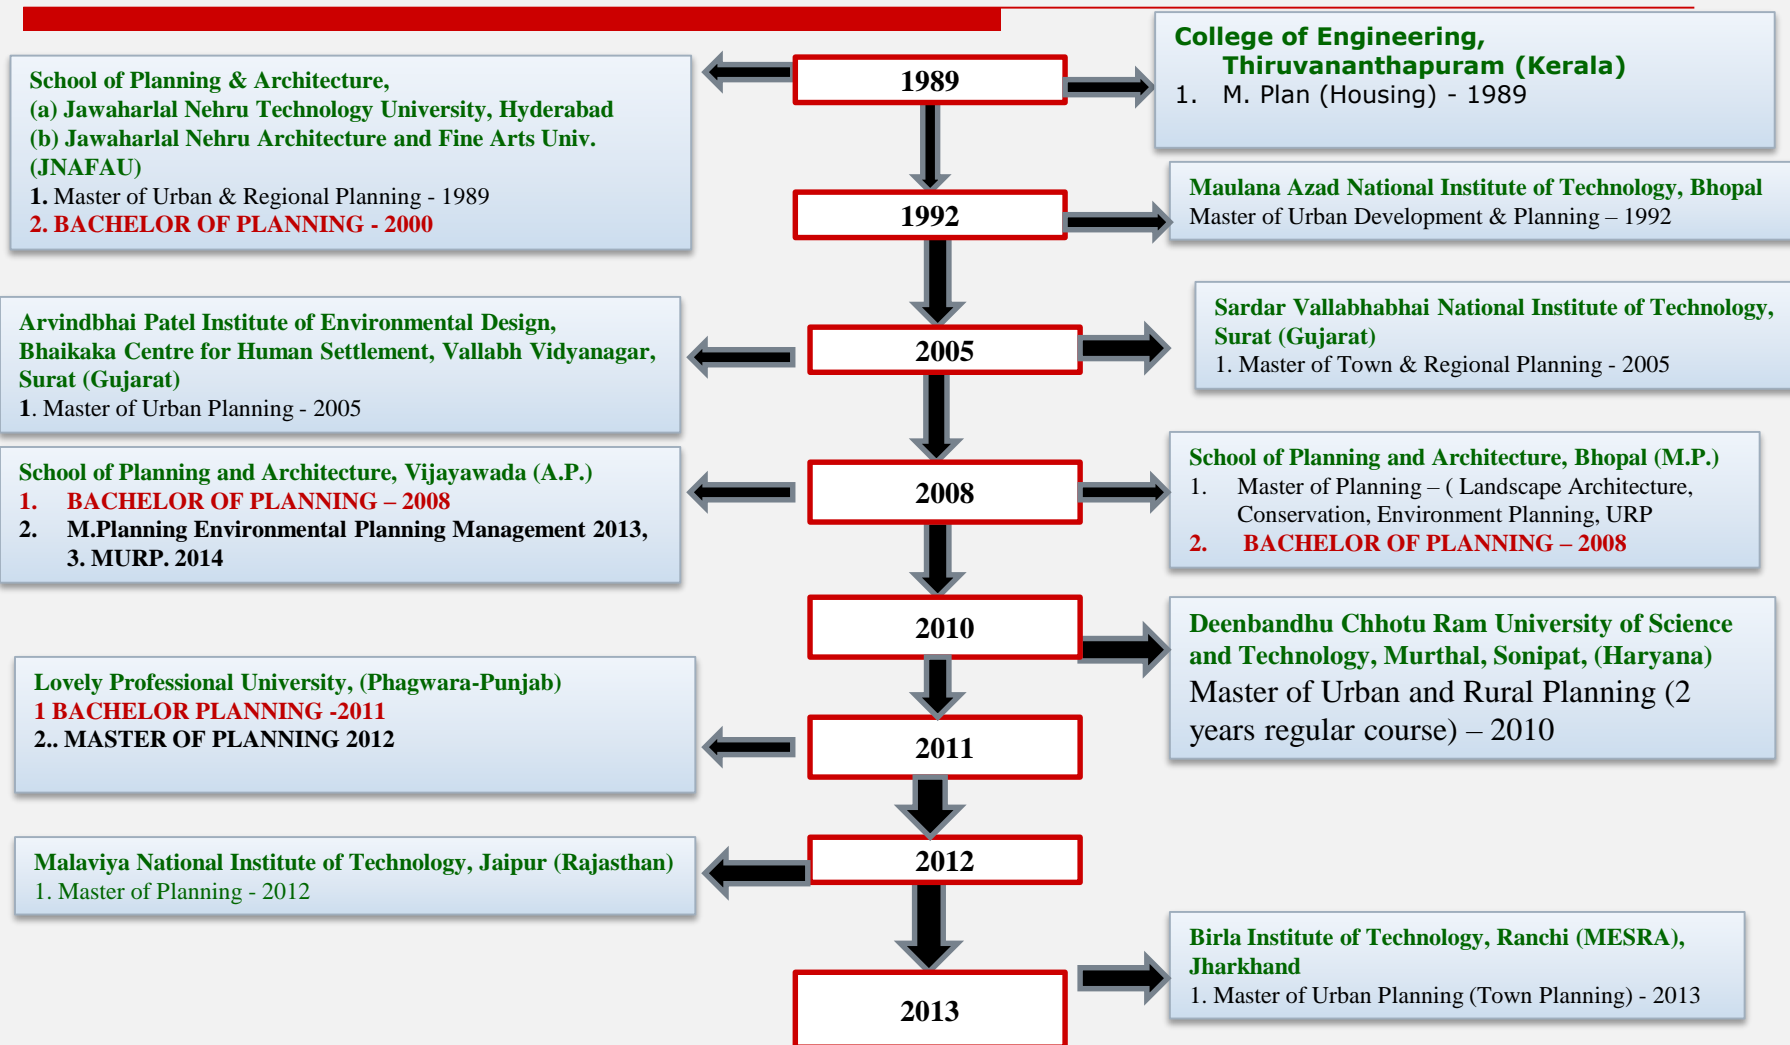 1989
School of Planning & Architecture,
(a) Jawaharlal Nehru Technology University, Hyderabad
(b) Jawaharlal Nehru Architecture and Fine Arts Univ.
(JNAFAU)
1. Master of Urban & Regional Planning - 1989
2. BACHELOR OF PLANNING - 2000
College of Engineering,
Thiruvananthapuram (Kerala)
1. M. Plan (Housing) - 1989
1992
Maulana Azad National Institute of Technology, Bhopal
Master of Urban Development & Planning – 1992
2005
Arvindbhai Patel Institute of Environmental Design,
Bhaikaka Centre for Human Settlement, Vallabh Vidyanagar,
Surat (Gujarat)
1. Master of Urban Planning - 2005
Sardar Vallabhabhai National Institute of Technology,
Surat (Gujarat)
1. Master of Town & Regional Planning - 2005
2008
School of Planning and Architecture, Vijayawada (A.P.)
1. BACHELOR OF PLANNING – 2008
2. M.Planning Environmental Planning Management 2013,
3. MURP. 2014
School of Planning and Architecture, Bhopal (M.P.)
1. Master of Planning – ( Landscape Architecture,
Conservation, Environment Planning, URP
2. BACHELOR OF PLANNING – 2008
2010
Deenbandhu Chhotu Ram University of Science
and Technology, Murthal, Sonipat, (Haryana)
Master of Urban and Rural Planning (2
years regular course) – 2010
2011
Lovely Professional University, (Phagwara-Punjab)
1 BACHELOR PLANNING -2011
2.. MASTER OF PLANNING 2012
2012
Malaviya National Institute of Technology, Jaipur (Rajasthan)
1. Master of Planning - 2012
2013
Birla Institute of Technology, Ranchi (MESRA),
Jharkhand
1. Master of Urban Planning (Town Planning) - 2013